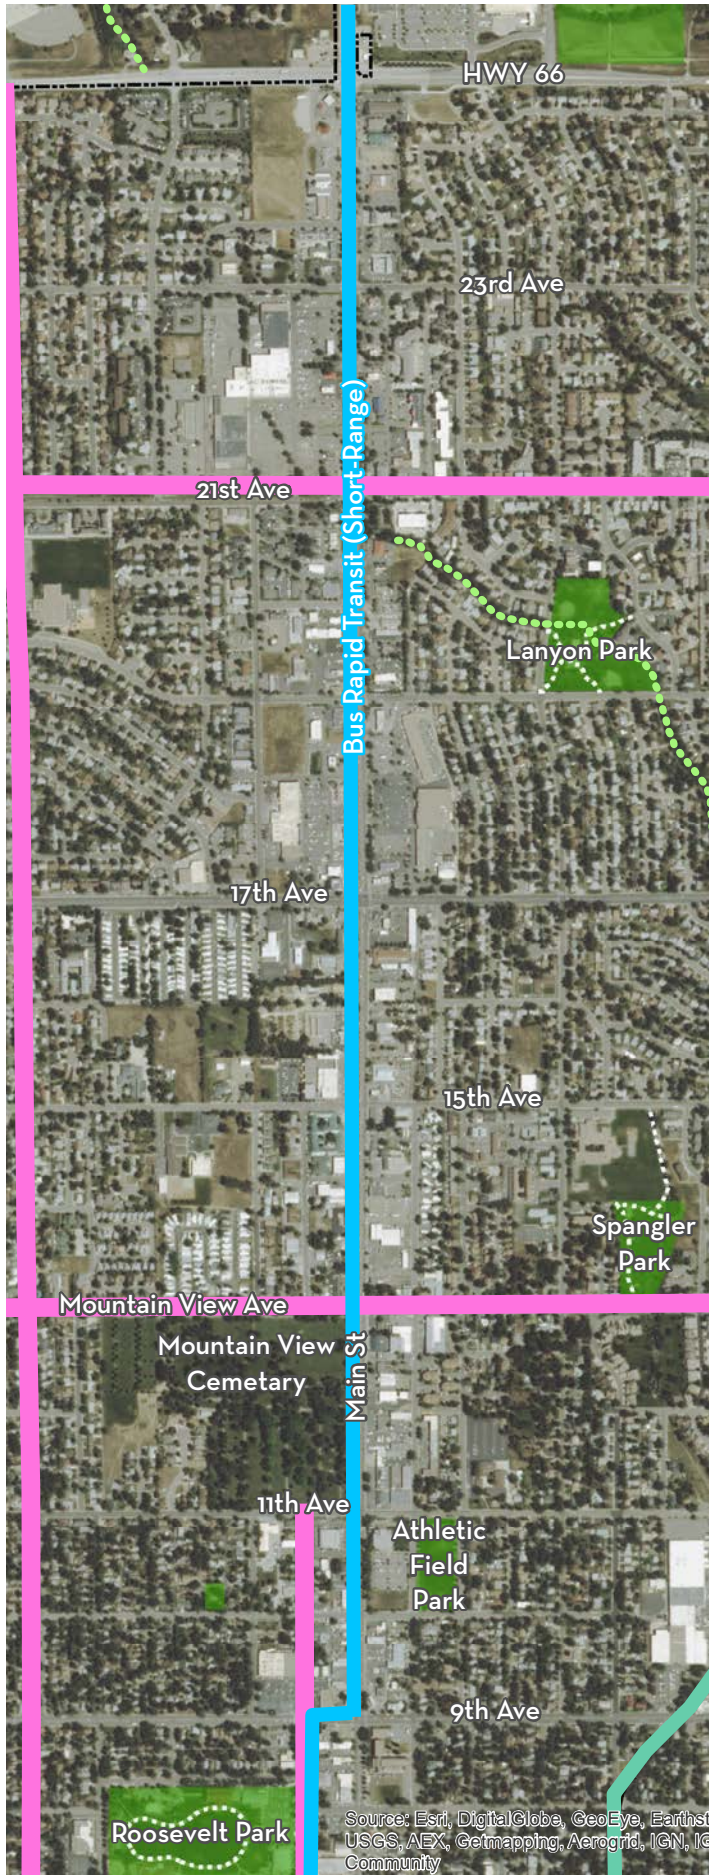 HWY 66
23rd Ave
Bus Rapid Transit (Short-Range)
21st Ave
Lanyon Park
17th Ave
15th Ave
Spangler
Park
Mountain View Ave
Mountain View
Cemetary
Main St
11th Ave
Athletic
Field
Park
9th Ave
Roosevelt Park
Source: Esri, DigitalGlobe, GeoEye, Earthst
USGS, AEX, Getmapping, Aerogrid, IGN, IG
Community